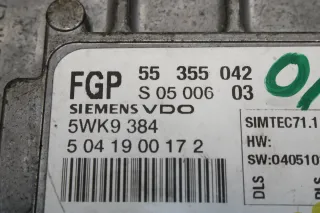 FGP 55 355 042
S 05 006 03
SIEMENS VDO
5WK9 384
5 04 19 00 17 2
SIMTEC71.1
HW:
SW:040510
DLS
DLS